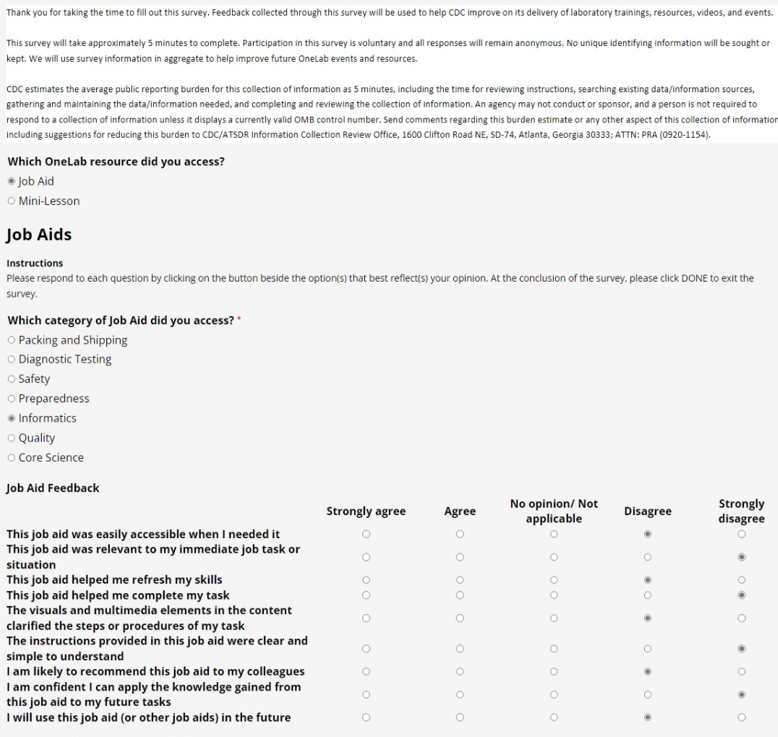 Thank you for taking the time to fill out this survey. Feedback collected through this survey will be used to help CDC improve on its delivery of laboratory trainings, resources, videos, and events.
This survey will take approximately 5 minutes to complete. Participation in this survey is voluntary and all responses will remain anonymous. No unique identifying information will be sought or
kept. We will use survey information in aggregate to help improve future OneLab events and resources.
CDC estimates the average public reporting burden for this collection of information as 5 minutes, including the time for reviewing instructions, searching existing data/information sources,
gathering and maintaining the data/information needed, and completing and reviewing the collection of information. An agency may not conduct or sponsor, and a person is not required to
respond to a collection of information unless it displays a currently valid OMB control number. Send comments regarding this burden estimate or any other aspect of this collection of information
including suggestions for reducing this burden to CDC/ATSDR Information Collection Review Office, 1600 Clifton Road NE, SD-74, Atlanta, Georgia 30333; ATTN: PRA (0920-1154).
Which OneLab resource did you access?
Job Aid
Mini-Lesson
Job Aids
Instructions
Please respond to each question by clicking on the button beside the option(s) that best reflect(s) your opinion. At the conclusion of the survey, please click DONE to exit the
survey.
Which category of Job Aid did you access? *
Packing and Shipping
Diagnostic Testing
Safety
Preparedness
Informatics
Quality
Core Science
Job Aid Feedback
Strongly agree Agree No opinion/ Not applicable Disagree Strongly disagree
This job aid was easily accessible when I needed it
This job aid was relevant to my immediate job task or
situation
This job aid helped me refresh my skills
This job aid helped me complete my task
The visuals and multimedia elements in the content
clarified the steps or procedures of my task
The instructions provided in this job aid were clear and
simple to understand
I am likely to recommend this job aid to my colleagues
I am confident I can apply the knowledge gained from
this job aid to my future tasks
I will use this job aid (or other job aids) in the future